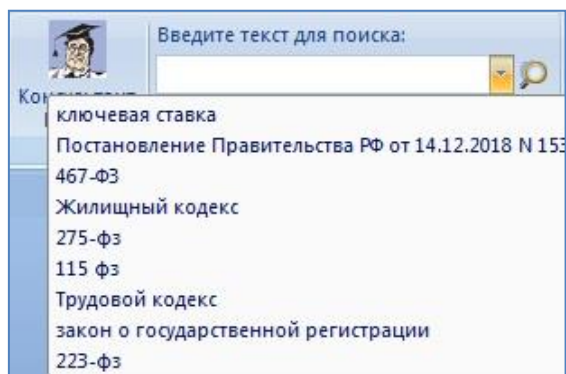 Введите текст для поиска:
ключевая ставка
Постановление Правительства РФ от 14.12.2018 N 153
467-ФЗ
Жилищный кодекс
275-фз
115 фз
Трудовой кодекс
закон о государственной регистрации
223-фз